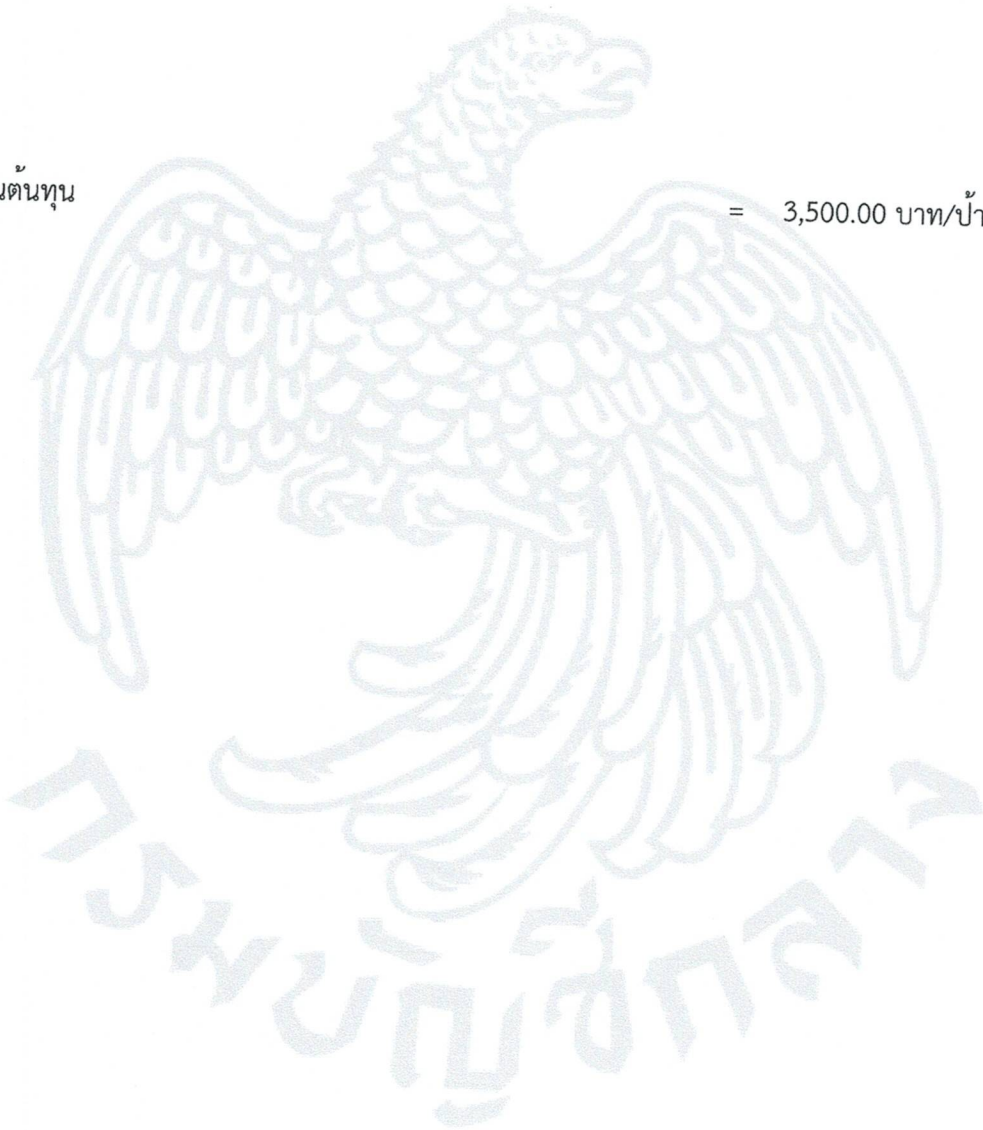 นต้นทุน
= 3,500.00 บาท/ป้า
กรมบัญชีกลาง